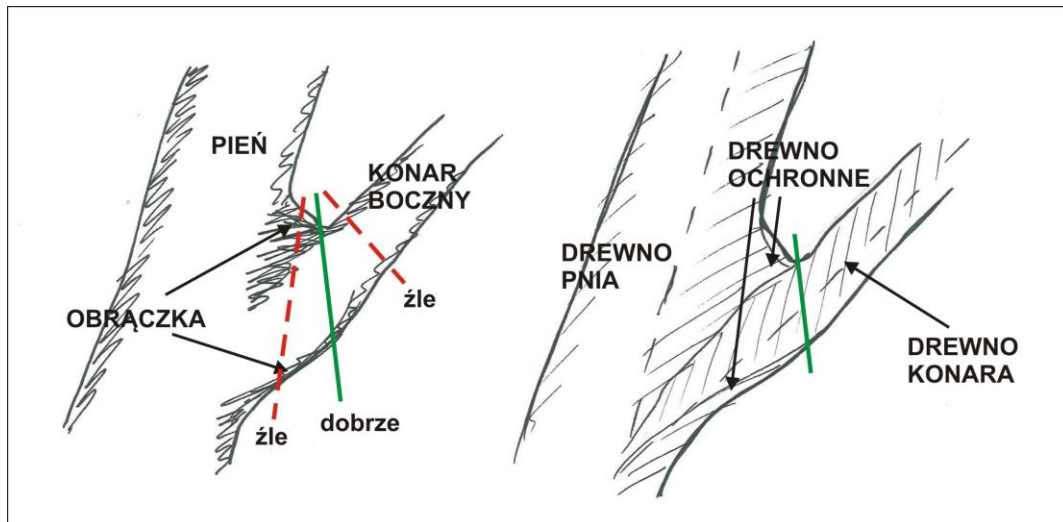 PIEŃ
KONAR
BOCZNY
OBRĄCZKA
źle
źle
dobrze
DREWNO
OCHRONNE
DREWNO
PNIA
DREWNO
KONARA